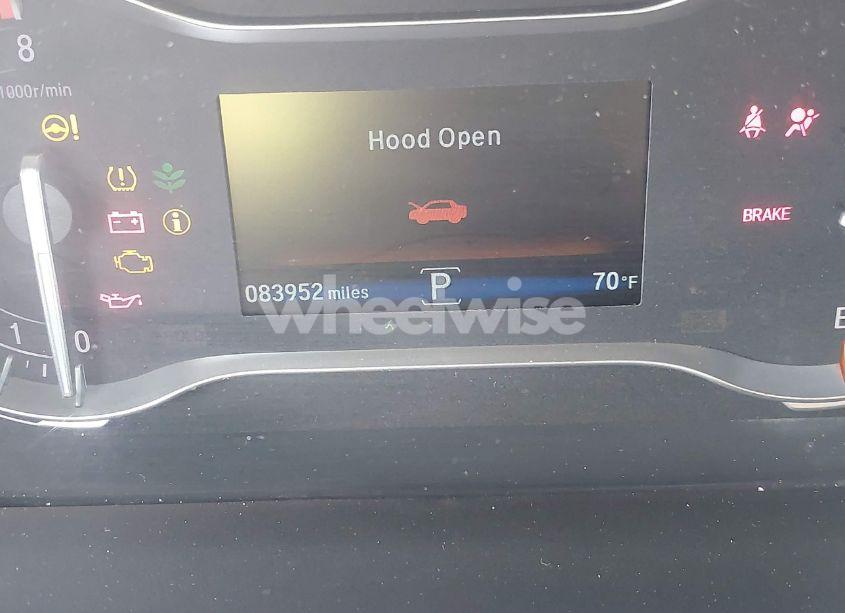 8
1000r/min
Hood Open
BRAKE
083952 miles
P
70°F
wheelwise
1
0
E